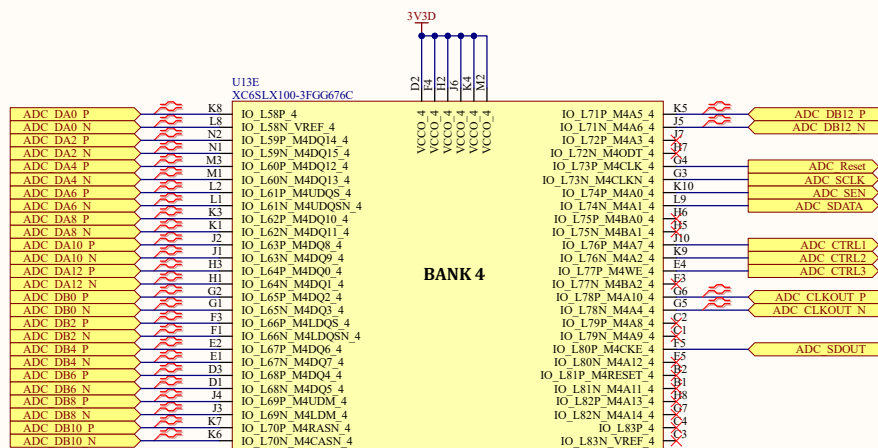 3V3D
D2 F4 H2 J6 K4 M2
U13E
XC6SLX100-3FGG676C
VCCO_4 VCCO_4 VCCO_4 VCCO_4 VCCO_4 VCCO_4
BANK 4
ADC_DA0_P K8 IO_L58P_4
ADC_DA0_N L8 IO_L58N_VREF_4
ADC_DA2_P N2 IO_L59P_M4DQ14_4
ADC_DA2_N N1 IO_L59N_M4DQ15_4
ADC_DA4_P M3 IO_L60P_M4DQ12_4
ADC_DA4_N M1 IO_L60N_M4DQ13_4
ADC_DA6_P L2 IO_L61P_M4UDQS_4
ADC_DA6_N L1 IO_L61N_M4UDQSN_4
ADC_DA8_P K3 IO_L62P_M4DQ10_4
ADC_DA8_N K1 IO_L62N_M4DQ11_4
ADC_DA10_P J2 IO_L63P_M4DQ8_4
ADC_DA10_N J1 IO_L63N_M4DQ9_4
ADC_DA12_P H3 IO_L64P_M4DQ0_4
ADC_DA12_N H1 IO_L64N_M4DQ1_4
ADC_DB0_P G2 IO_L65P_M4DQ2_4
ADC_DB0_N G1 IO_L65N_M4DQ3_4
ADC_DB2_P F3 IO_L66P_M4LDQS_4
ADC_DB2_N F1 IO_L66N_M4LDQSN_4
ADC_DB4_P E2 IO_L67P_M4DQ6_4
ADC_DB4_N E1 IO_L67N_M4DQ7_4
ADC_DB6_P D3 IO_L68P_M4DQ4_4
ADC_DB6_N D1 IO_L68N_M4DQ5_4
ADC_DB8_P J4 IO_L69P_M4UDM_4
ADC_DB8_N J3 IO_L69N_M4LDM_4
ADC_DB10_P K7 IO_L70P_M4RASN_4
ADC_DB10_N K6 IO_L70N_M4CASN_4
IO_L71P_M4A5_4 K5 ADC_DB12_P
IO_L71N_M4A6_4 J5 ADC_DB12_N
IO_L72P_M4A3_4 J7
IO_L72N_M4ODT_4 H7
IO_L73P_M4CLK_4 G4 ADC_Reset
IO_L73N_M4CLKN_4 G3 ADC_SCLK
IO_L74P_M4A0_4 K10 ADC_SEN
IO_L74N_M4A1_4 L9 ADC_SDATA
IO_L75P_M4BA0_4 H6
IO_L75N_M4BA1_4 H5
IO_L76P_M4A7_4 J10 ADC_CTRL1
IO_L76N_M4A2_4 K9 ADC_CTRL2
IO_L77P_M4WE_4 E4 ADC_CTRL3
IO_L77N_M4BA2_4 E3
IO_L78P_M4A10_4 G6 ADC_CLKOUT_P
IO_L78N_M4A4_4 G5 ADC_CLKOUT_N
IO_L79P_M4A8_4 C2
IO_L79N_M4A9_4 C1
IO_L80P_M4CKE_4 F5 ADC_SDOUT
IO_L80N_M4A12_4 E5
IO_L81P_M4RESET_4 B2
IO_L81N_M4A11_4 B1
IO_L82P_M4A13_4 H8
IO_L82N_M4A14_4 G7
IO_L83P_4 C4
IO_L83N_VREF_4 C3